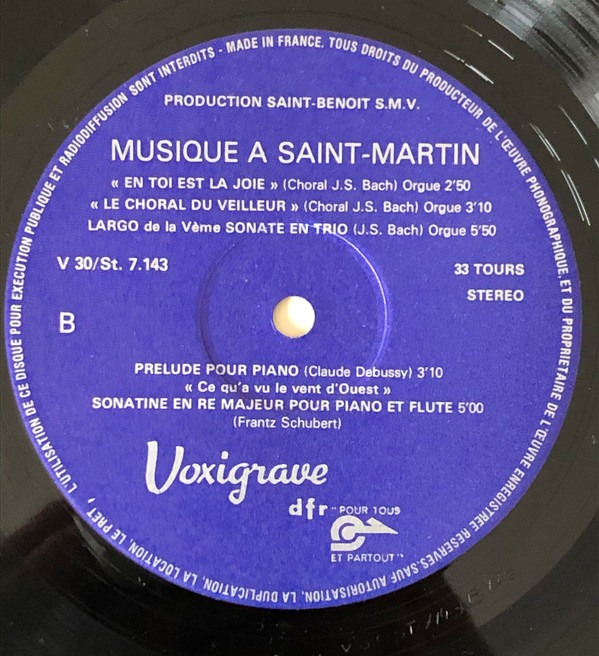 PRODUCTION SAINT-BENOIT S.M.V.
MUSIQUE A SAINT-MARTIN
« EN TOI EST LA JOIE » (Choral J.S. Bach) Orgue 2'50
« LE CHORAL DU VEILLEUR » (Choral J.S. Bach) Orgue 3'10
LARGO de la Vème SONATE EN TRIO (J.S. Bach) Orgue 5'50
V 30/St. 7.143
33 TOURS
STEREO
B
PRELUDE POUR PIANO (Claude Debussy) 3'10
« Ce qu'a vu le vent d'Ouest »
SONATINE EN RE MAJEUR POUR PIANO ET FLUTE 5'00
(Frantz Schubert)
Voxigrave
dfr "POUR TOUS
ET PARTOUT"
- MADE IN FRANCE. TOUS DROITS DU PRODUCTEUR DE L'ŒUVRE PHONOGRAPHIQUE, ET DU PROPRIETAIRE DE L'ŒUVRE ENREGISTREE RESERVES. SAUF AUTORISATION, LA DUPLICATION, LA LOCATION, LE PRET, L'UTILISATION DE CE DISQUE POUR EXECUTION PUBLIQUE ET RADIODIFFUSION SONT INTERDITS